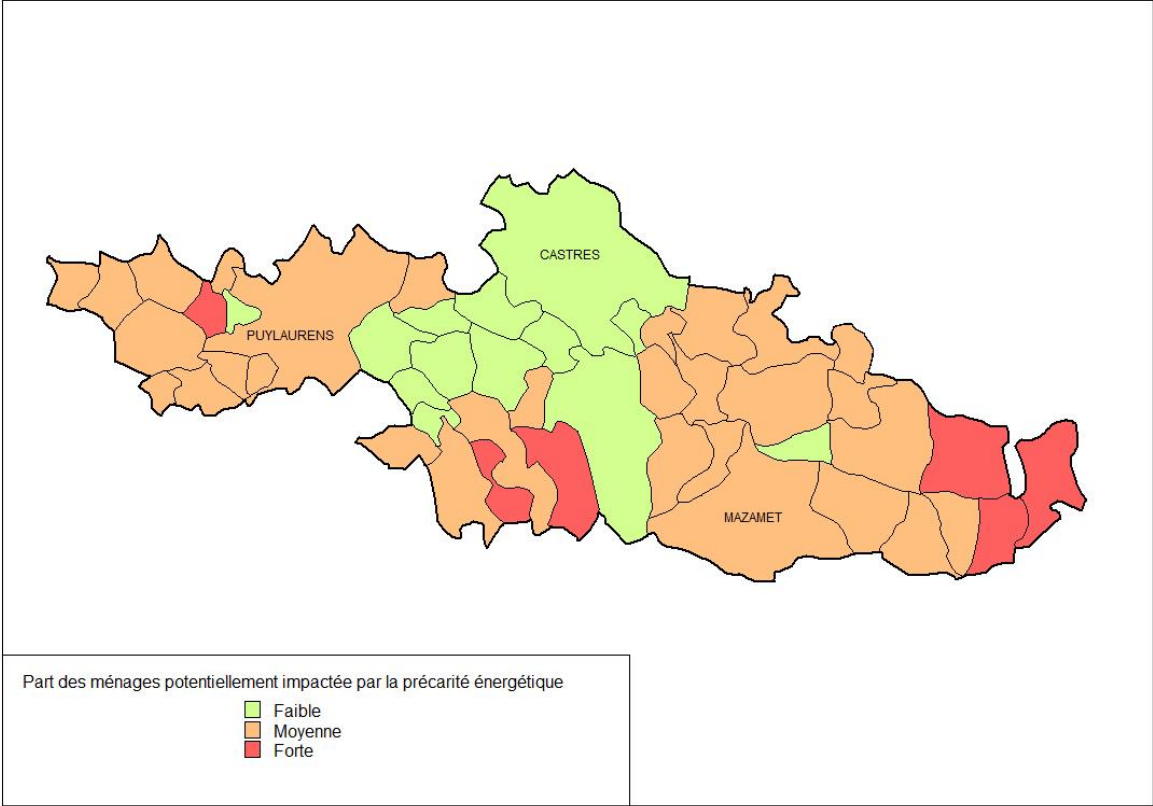 CASTRES
PUYLAURENS
MAZAMET
Part des ménages potentiellement impactée par la précarité énergétique
Faible
Moyenne
Forte